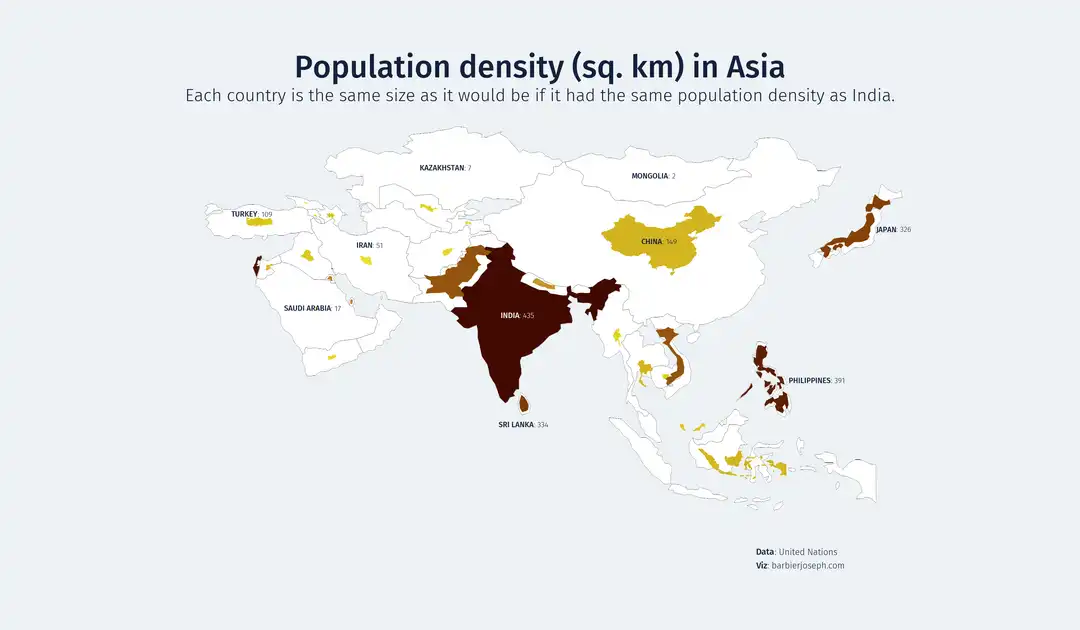 Population density (sq. km) in Asia
Each country is the same size as it would be if it had the same population density as India.
KAZAKHSTAN: 7
MONGOLIA: 2
TURKEY: 109
JAPAN: 326
IRAN: 51
CHINA: 149
SAUDI ARABIA: 17
INDIA: 435
PHILIPPINES: 391
SRI LANKA: 334
Data: United Nations
Viz: barbierjoseph.com